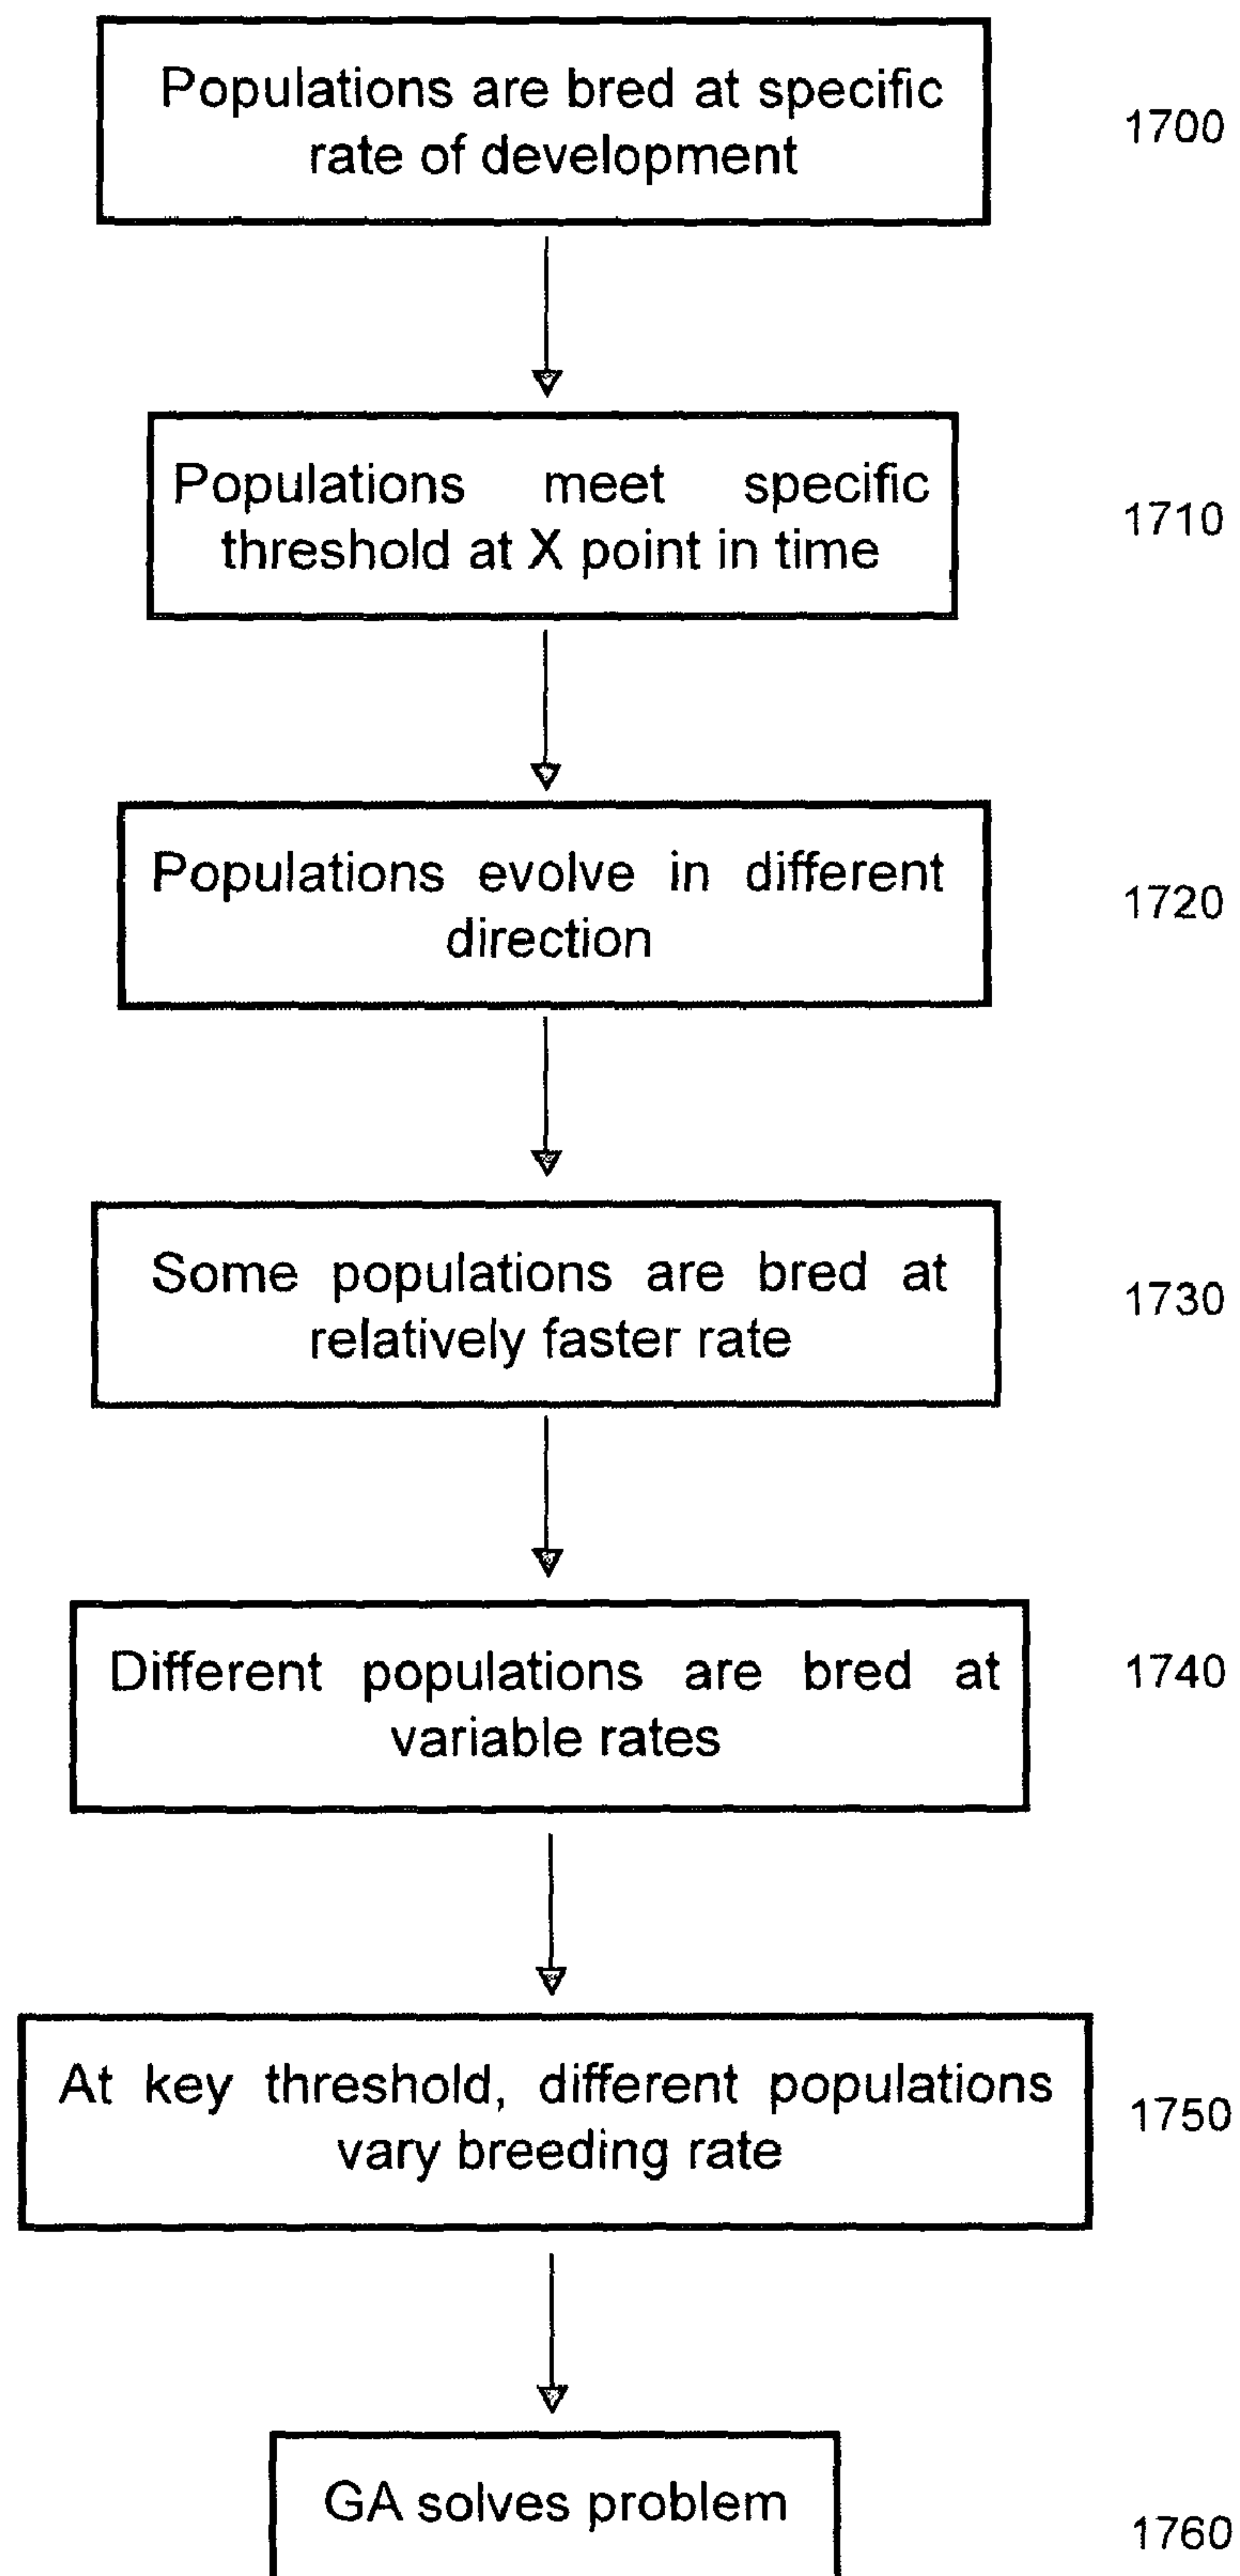 Populations are bred at specific
rate of development
1700
Populations meet specific
threshold at X point in time
1710
Populations evolve in different
direction
1720
Some populations are bred at
relatively faster rate
1730
Different populations are bred at
variable rates
1740
At key threshold, different populations
vary breeding rate
1750
GA solves problem
1760